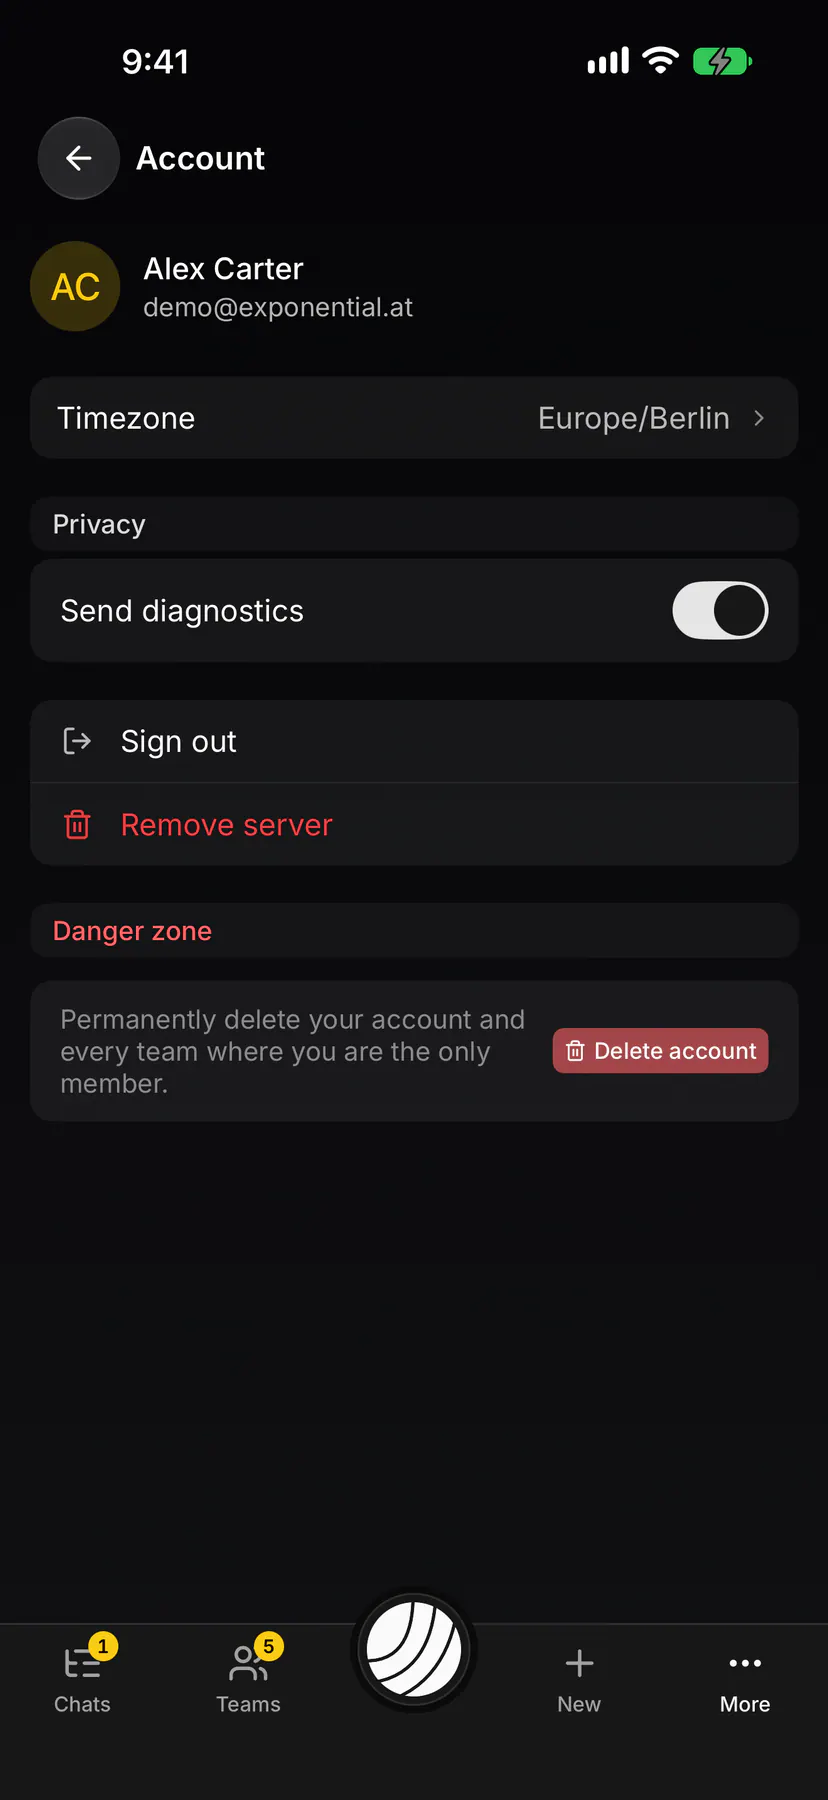 9:41
Account
AC
Alex Carter
demo@exponential.at
Timezone
Europe/Berlin
Privacy
Send diagnostics
Sign out
Remove server
Danger zone
Permanently delete your account and
every team where you are the only
member.
Delete account
1
5
Chats
Teams
New
More